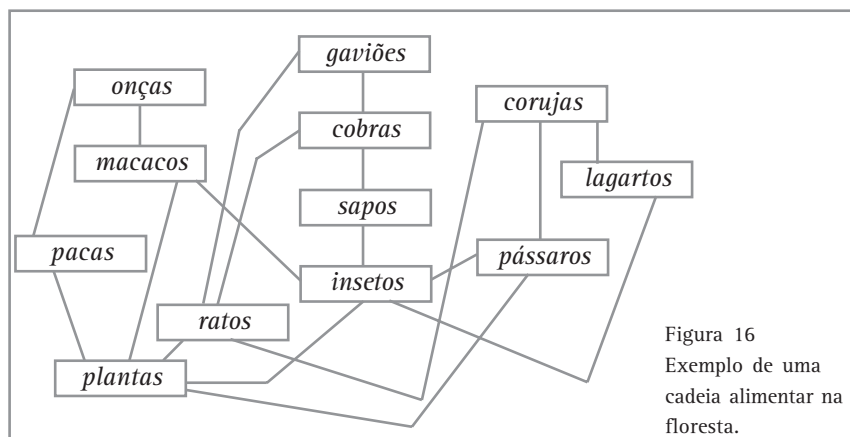 gaviões
onças
corujas
cobras
macacos
lagartos
sapos
pacas
pássaros
insetos
ratos
plantas
Figura 16
Exemplo de uma
cadeia alimentar na
floresta.